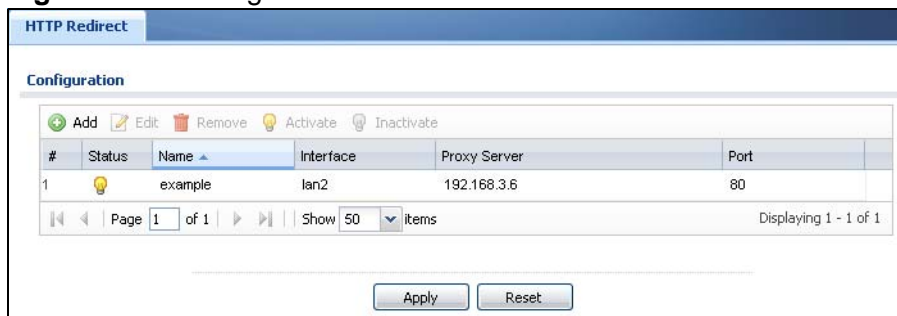 HTTP Redirect
Configuration
Add Edit Remove Activate Inactivate
# Status Name Interface Proxy Server Port
1 example lan2 192.168.3.6 80
Page 1 of 1 Show 50 items Displaying 1 - 1 of 1
Apply Reset